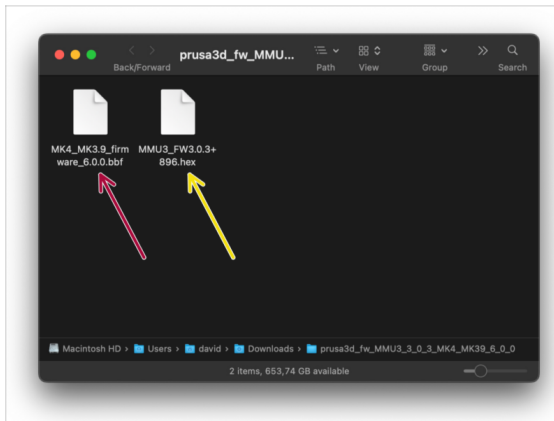 prusa3d_fw_MMU...
Back/Forward
Path
View
Group
Search
MK4_MK3.9_firm
ware_6.0.0.bbf
MMU3_FW3.0.3+
896.hex
Macintosh HD › Users › david › Downloads › prusa3d_fw_MMU3_3_0_3_MK4_MK39_6_0_0
2 items, 653,74 GB available